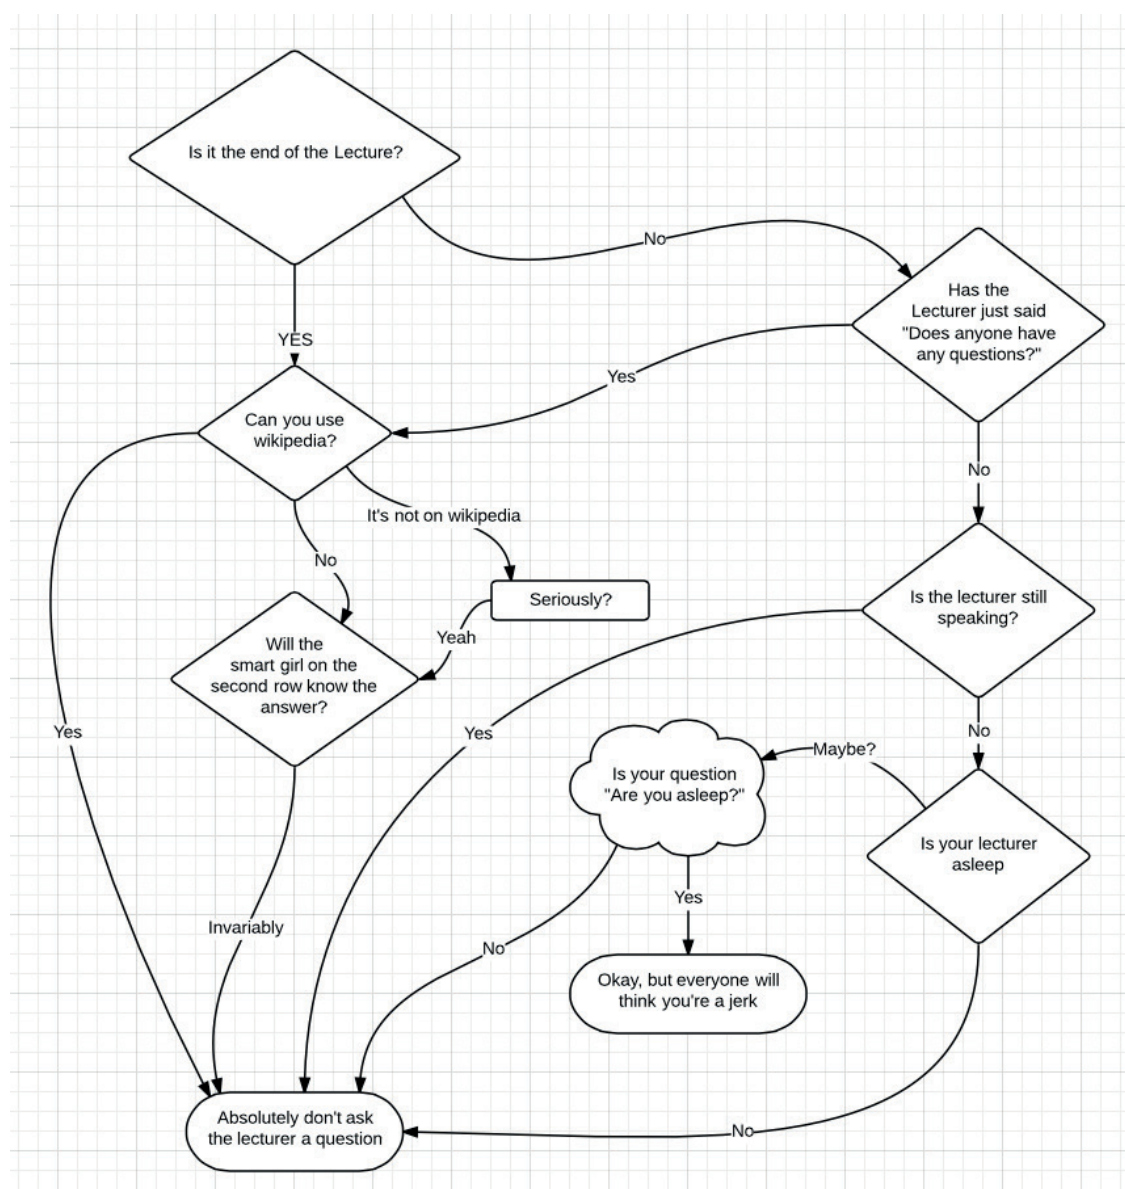 Is it the end of the Lecture?
No
Has the
Lecturer just said
"Does anyone have
any questions?"
YES
Yes
Can you use
wikipedia?
No
It's not on wikipedia
No
Seriously?
Is the lecturer still
speaking?
Yeah
Will the
smart girl on the
second row know the
answer?
Yes
Yes
No
Maybe?
Is your question
"Are you asleep?"
Is your lecturer
asleep
Yes
Invariably
No
Okay, but everyone will
think you're a jerk
Absolutely don't ask
the lecturer a question
No